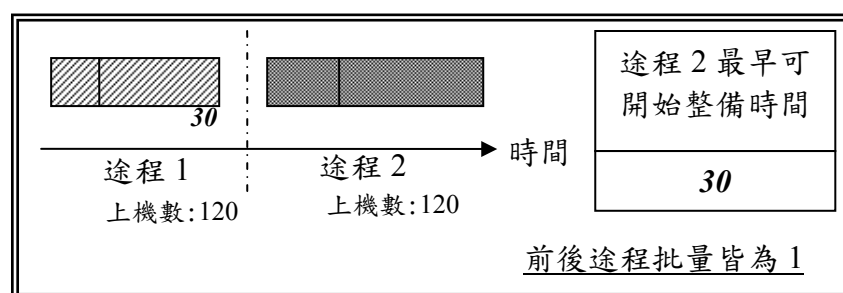 30
時間
途程 1
途程 2
上機數:120
上機數:120
途程 2 最早可
開始整備時間
30
前後途程批量皆為 1